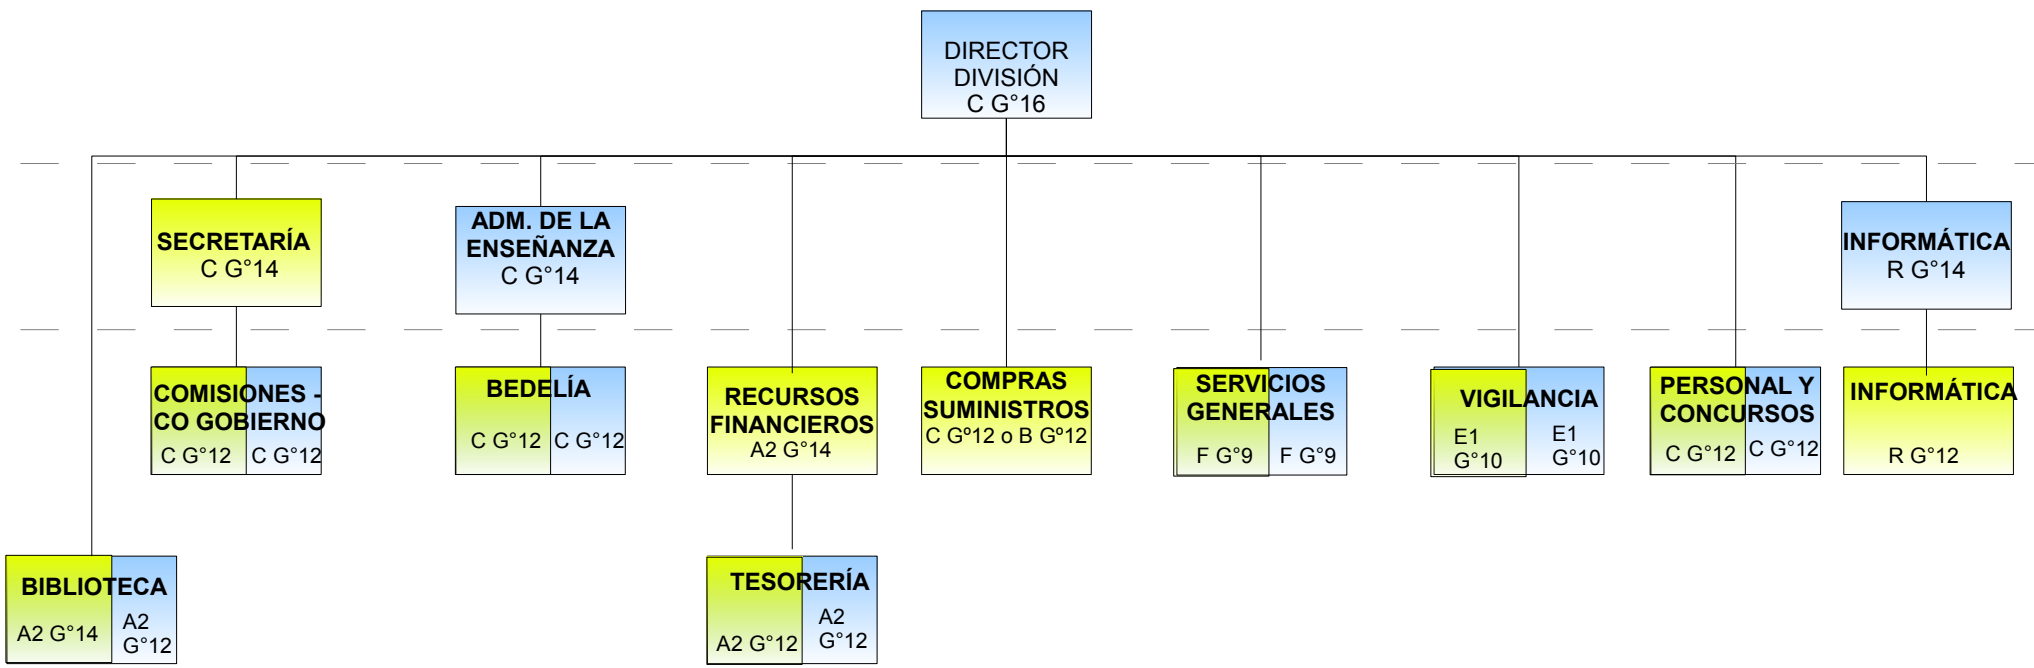 DIRECTOR
DIVISIÓN
C G°16
SECRETARÍA
C G°14
ADM. DE LA
ENSEÑANZA
C G°14
INFORMÁTICA
R G°14
COMISIONES -
CO GOBIERNO
C G°12 C G°12
BEDELÍA
C G°12 C G°12
RECURSOS
FINANCIEROS
A2 G°14
COMPRAS
SUMINISTROS
C Gº12 o B Gº12
SERVICIOS
GENERALES
F G°9 F G°9
VIGILANCIA
E1
G°10
E1
G°10
PERSONAL Y
CONCURSOS
C G°12 C G°12
INFORMÁTICA
R G°12
BIBLIOTECA
A2 G°14
A2
G°12
TESORERÍA
A2 G°12
A2
G°12